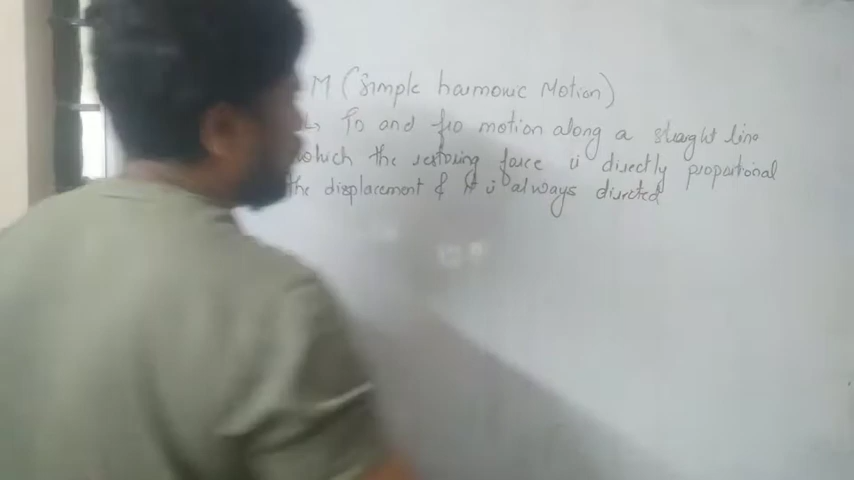 M (Simple harmonic Motion)
↳ To and fro motion along a straight line
which the restoring force is directly proportional
the displacement & it is always directed